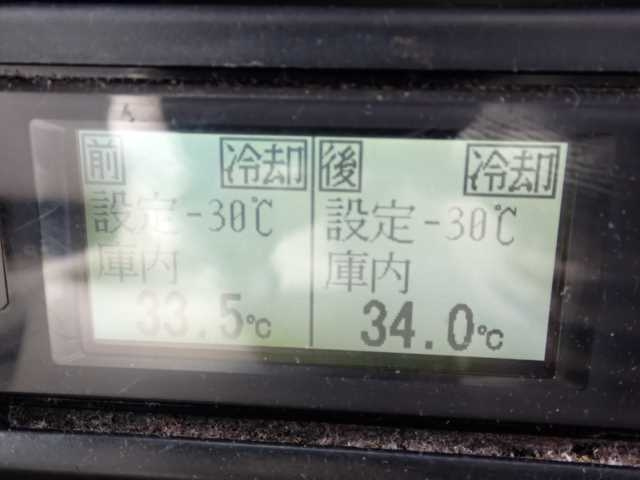 前 冷却
設定 -30℃
庫内
33.5℃
後 冷却
設定 -30℃
庫内
34.0℃